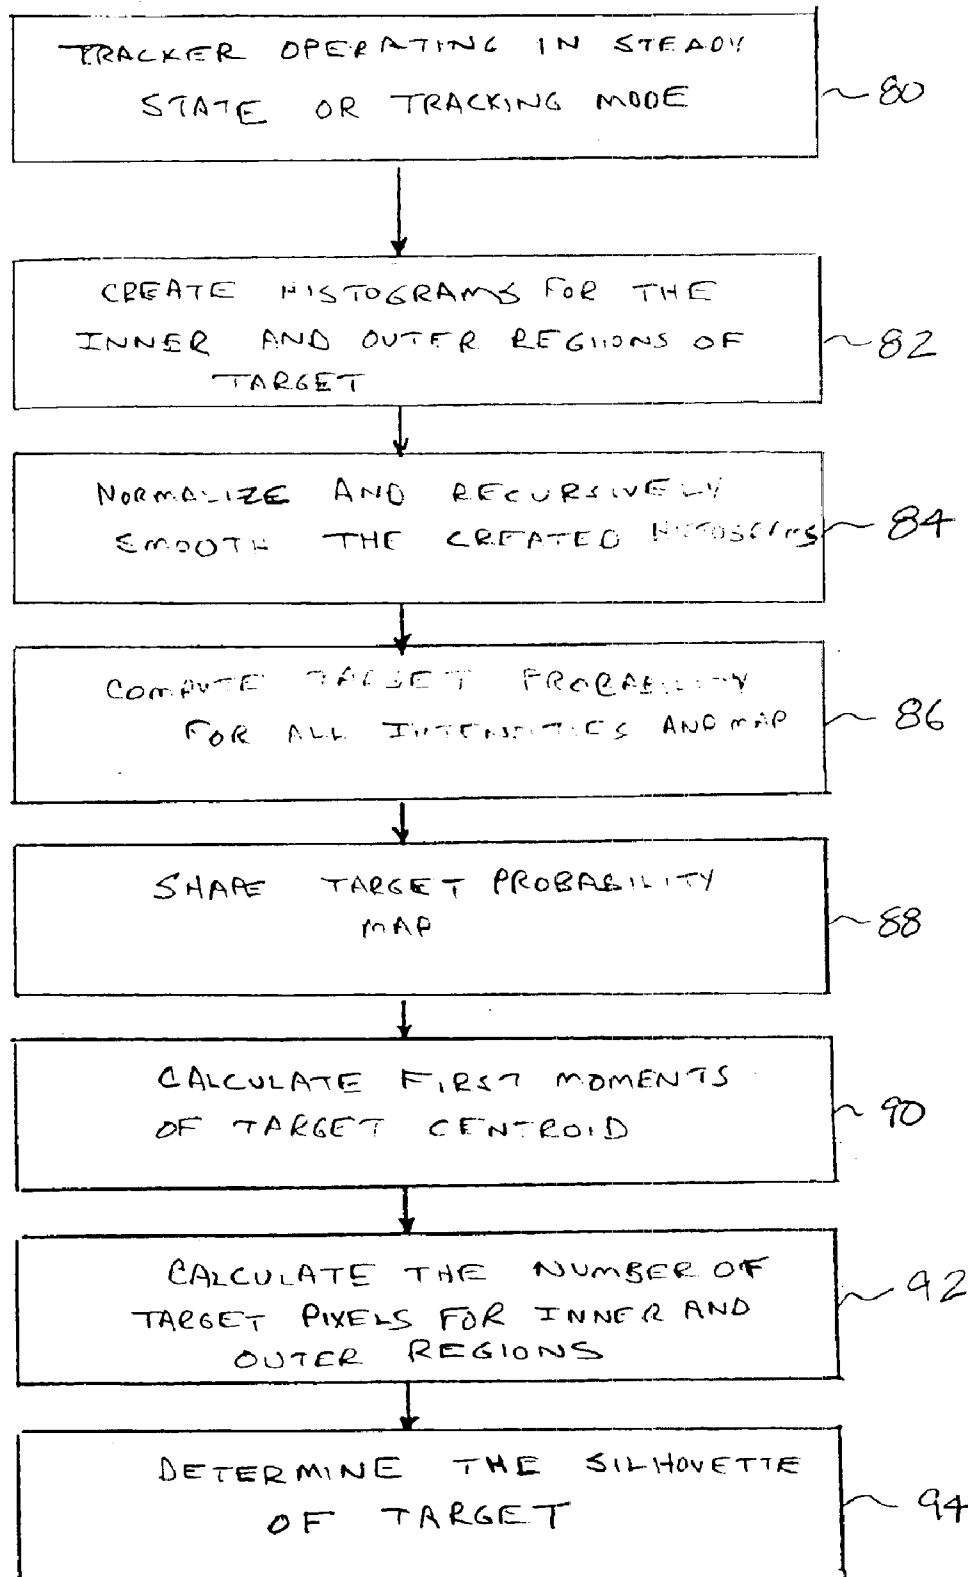 TRACKER OPERATING IN STEADY
STATE OR TRACKING MODE
80
CREATE HISTOGRAMS FOR THE
INNER AND OUTER REGIIONS OF
TARGET
82
NORMALIZE AND RECURSIVELY
SMOOTH THE CREATED
84
COMPUTE TARGET PROBABILITY
FOR ALL INTENSITIES AND MAP
86
SHAPE TARGET PROBABILITY
MAP
88
CALCULATE FIRST MOMENTS
OF TARGET CENTROID
90
CALCULATE THE NUMBER OF
TARGET PIXELS FOR INNER AND
OUTER REGIONS
92
DETERMINE THE SILHOUETTE
OF TARGET
94